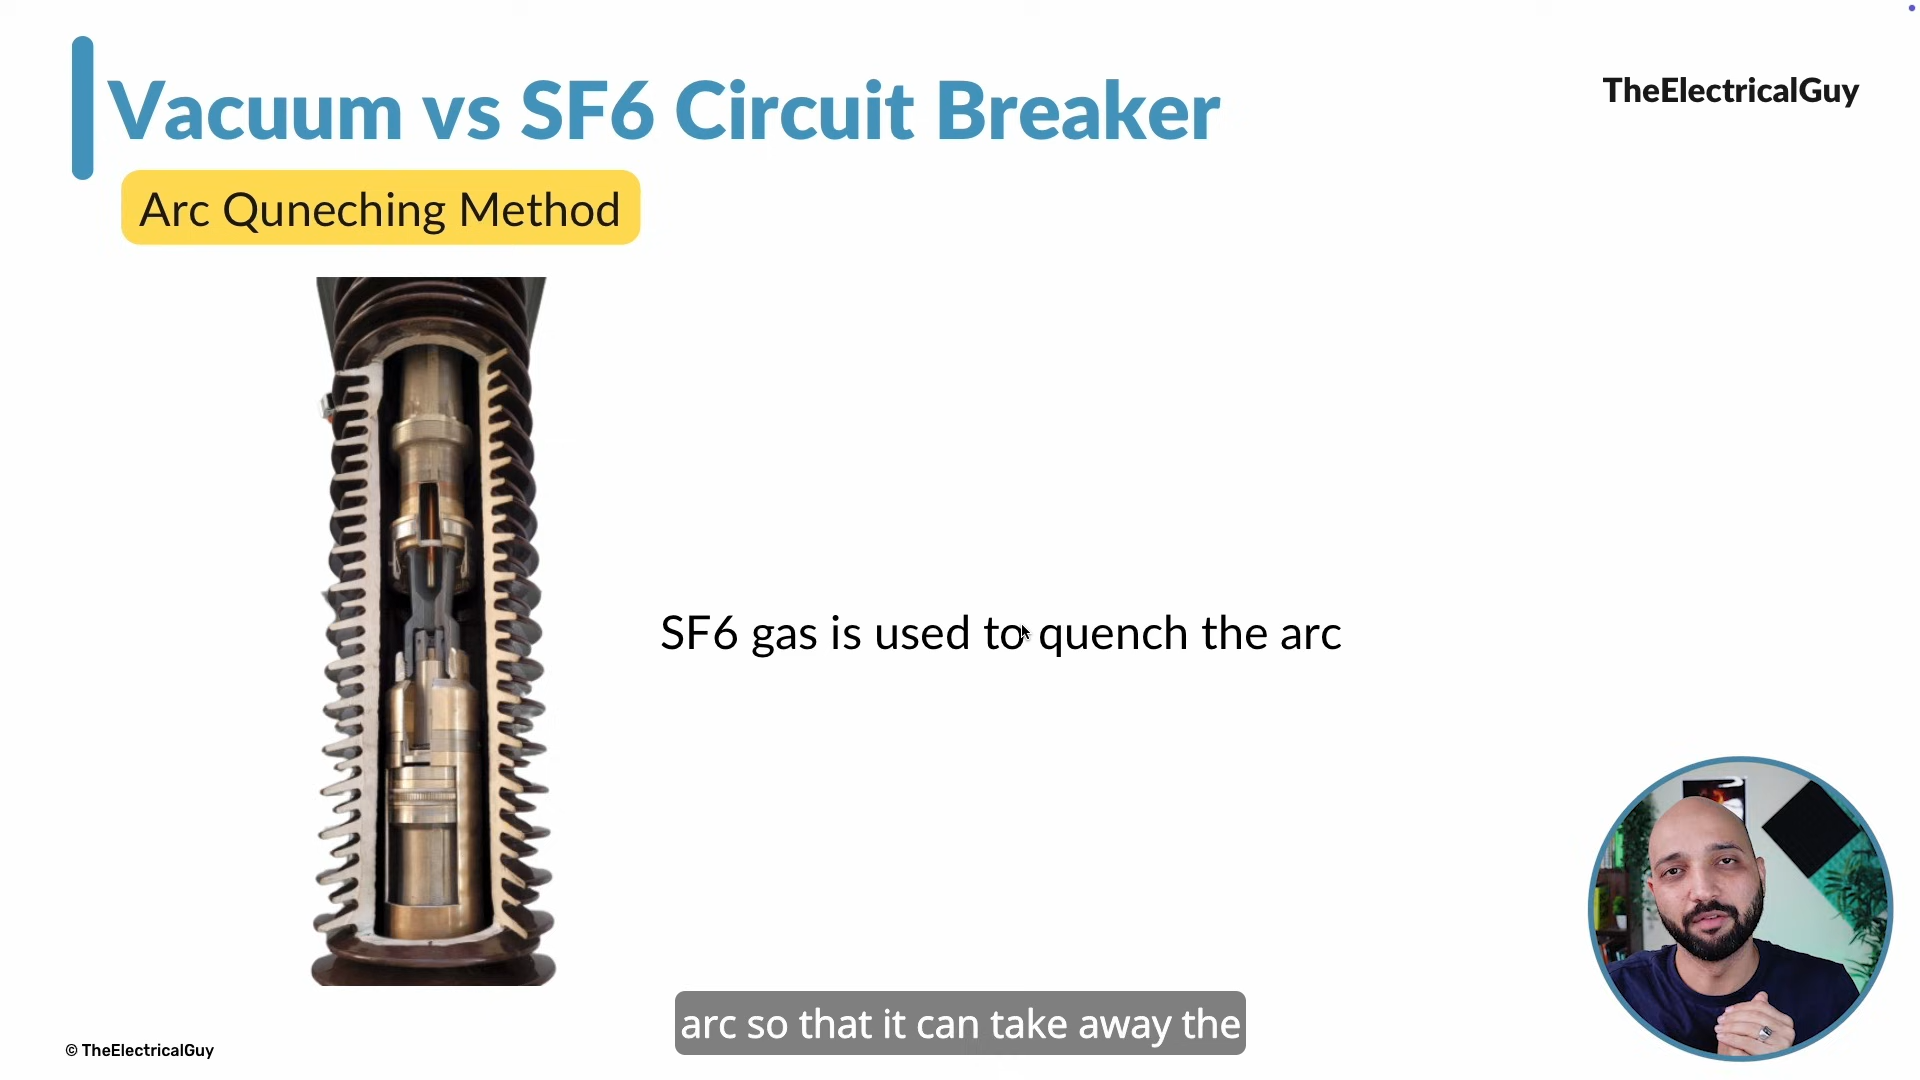 Vacuum vs SF6 Circuit Breaker
TheElectricalGuy
Arc Quneching Method
SF6 gas is used to quench the arc
arc so that it can take away the
© TheElectricalGuy